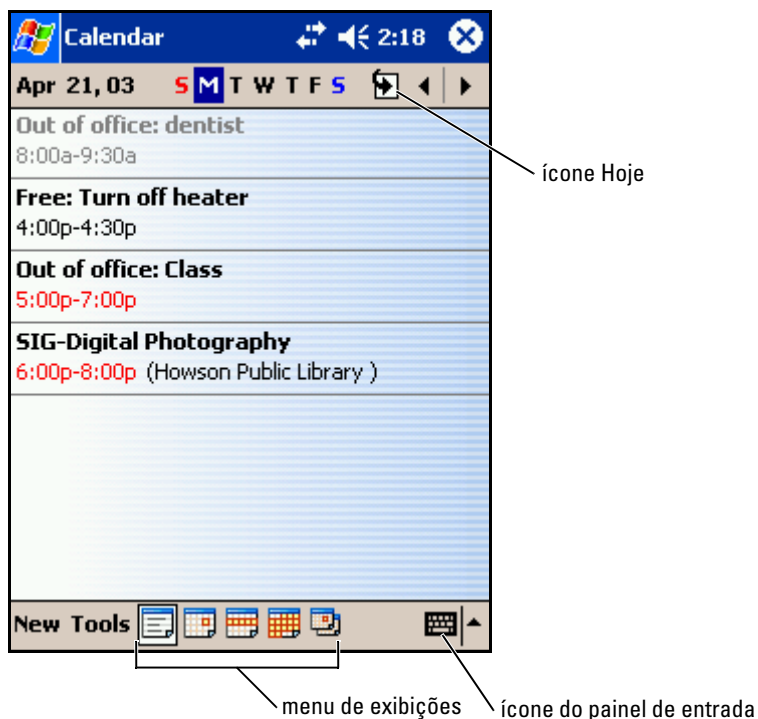 Calendar 2:18
Apr 21, 03 S M T W T F S
Out of office: dentist
8:00a-9:30a
ícone Hoje
Free: Turn off heater
4:00p-4:30p
Out of office: Class
5:00p-7:00p
SIG-Digital Photography
6:00p-8:00p (Howson Public Library )
New Tools
menu de exibições
ícone do painel de entrada